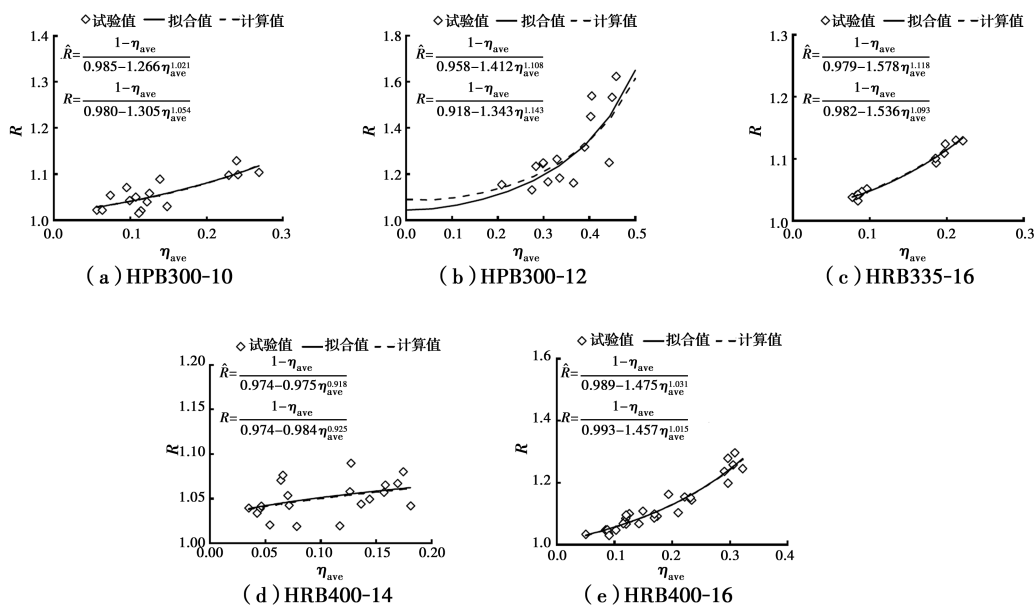 ◇试验值 —拟合值 --计算值
R̂=(1−η_ave)/(0.985−1.266η_ave^1.021)
R=(1−η_ave)/(0.980−1.305η_ave^1.054)
1.4
1.3
1.2
1.1
1.0
0.0 0.1 0.2 0.3
R
η_ave
(a)HPB300-10
◇试验值 —拟合值 --计算值
R̂=(1−η_ave)/(0.958−1.412η_ave^1.108)
R=(1−η_ave)/(0.918−1.343η_ave^1.143)
1.8
1.6
1.4
1.2
1.0
0.0 0.1 0.2 0.3 0.4 0.5
R
η_ave
(b)HPB300-12
◇试验值 —拟合值 --计算值
R̂=(1−η_ave)/(0.979−1.578η_ave^1.118)
R=(1−η_ave)/(0.982−1.536η_ave^1.093)
1.3
1.2
1.1
1.0
0.0 0.1 0.2 0.3
R
η_ave
(c)HRB335-16
◇试验值 —拟合值 --计算值
R̂=(1−η_ave)/(0.974−0.975η_ave^0.918)
R=(1−η_ave)/(0.974−0.984η_ave^0.925)
1.20
1.15
1.10
1.05
1.00
0.00 0.05 0.10 0.15 0.20
R
η_ave
(d)HRB400-14
◇试验值 —拟合值 --计算值
R̂=(1−η_ave)/(0.989−1.475η_ave^1.031)
R=(1−η_ave)/(0.993−1.457η_ave^1.015)
1.6
1.4
1.2
1.0
0.0 0.1 0.2 0.3 0.4
R
η_ave
(e)HRB400-16